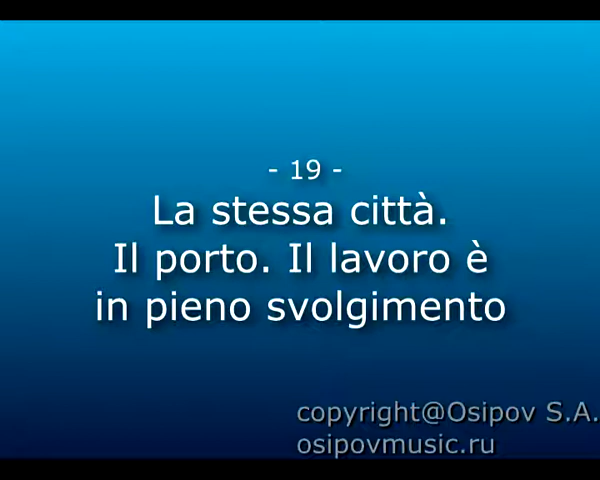 - 19 -
La stessa città.
Il porto. Il lavoro è
in pieno svolgimento
copyright@Osipov S.A.
osipovmusic.ru